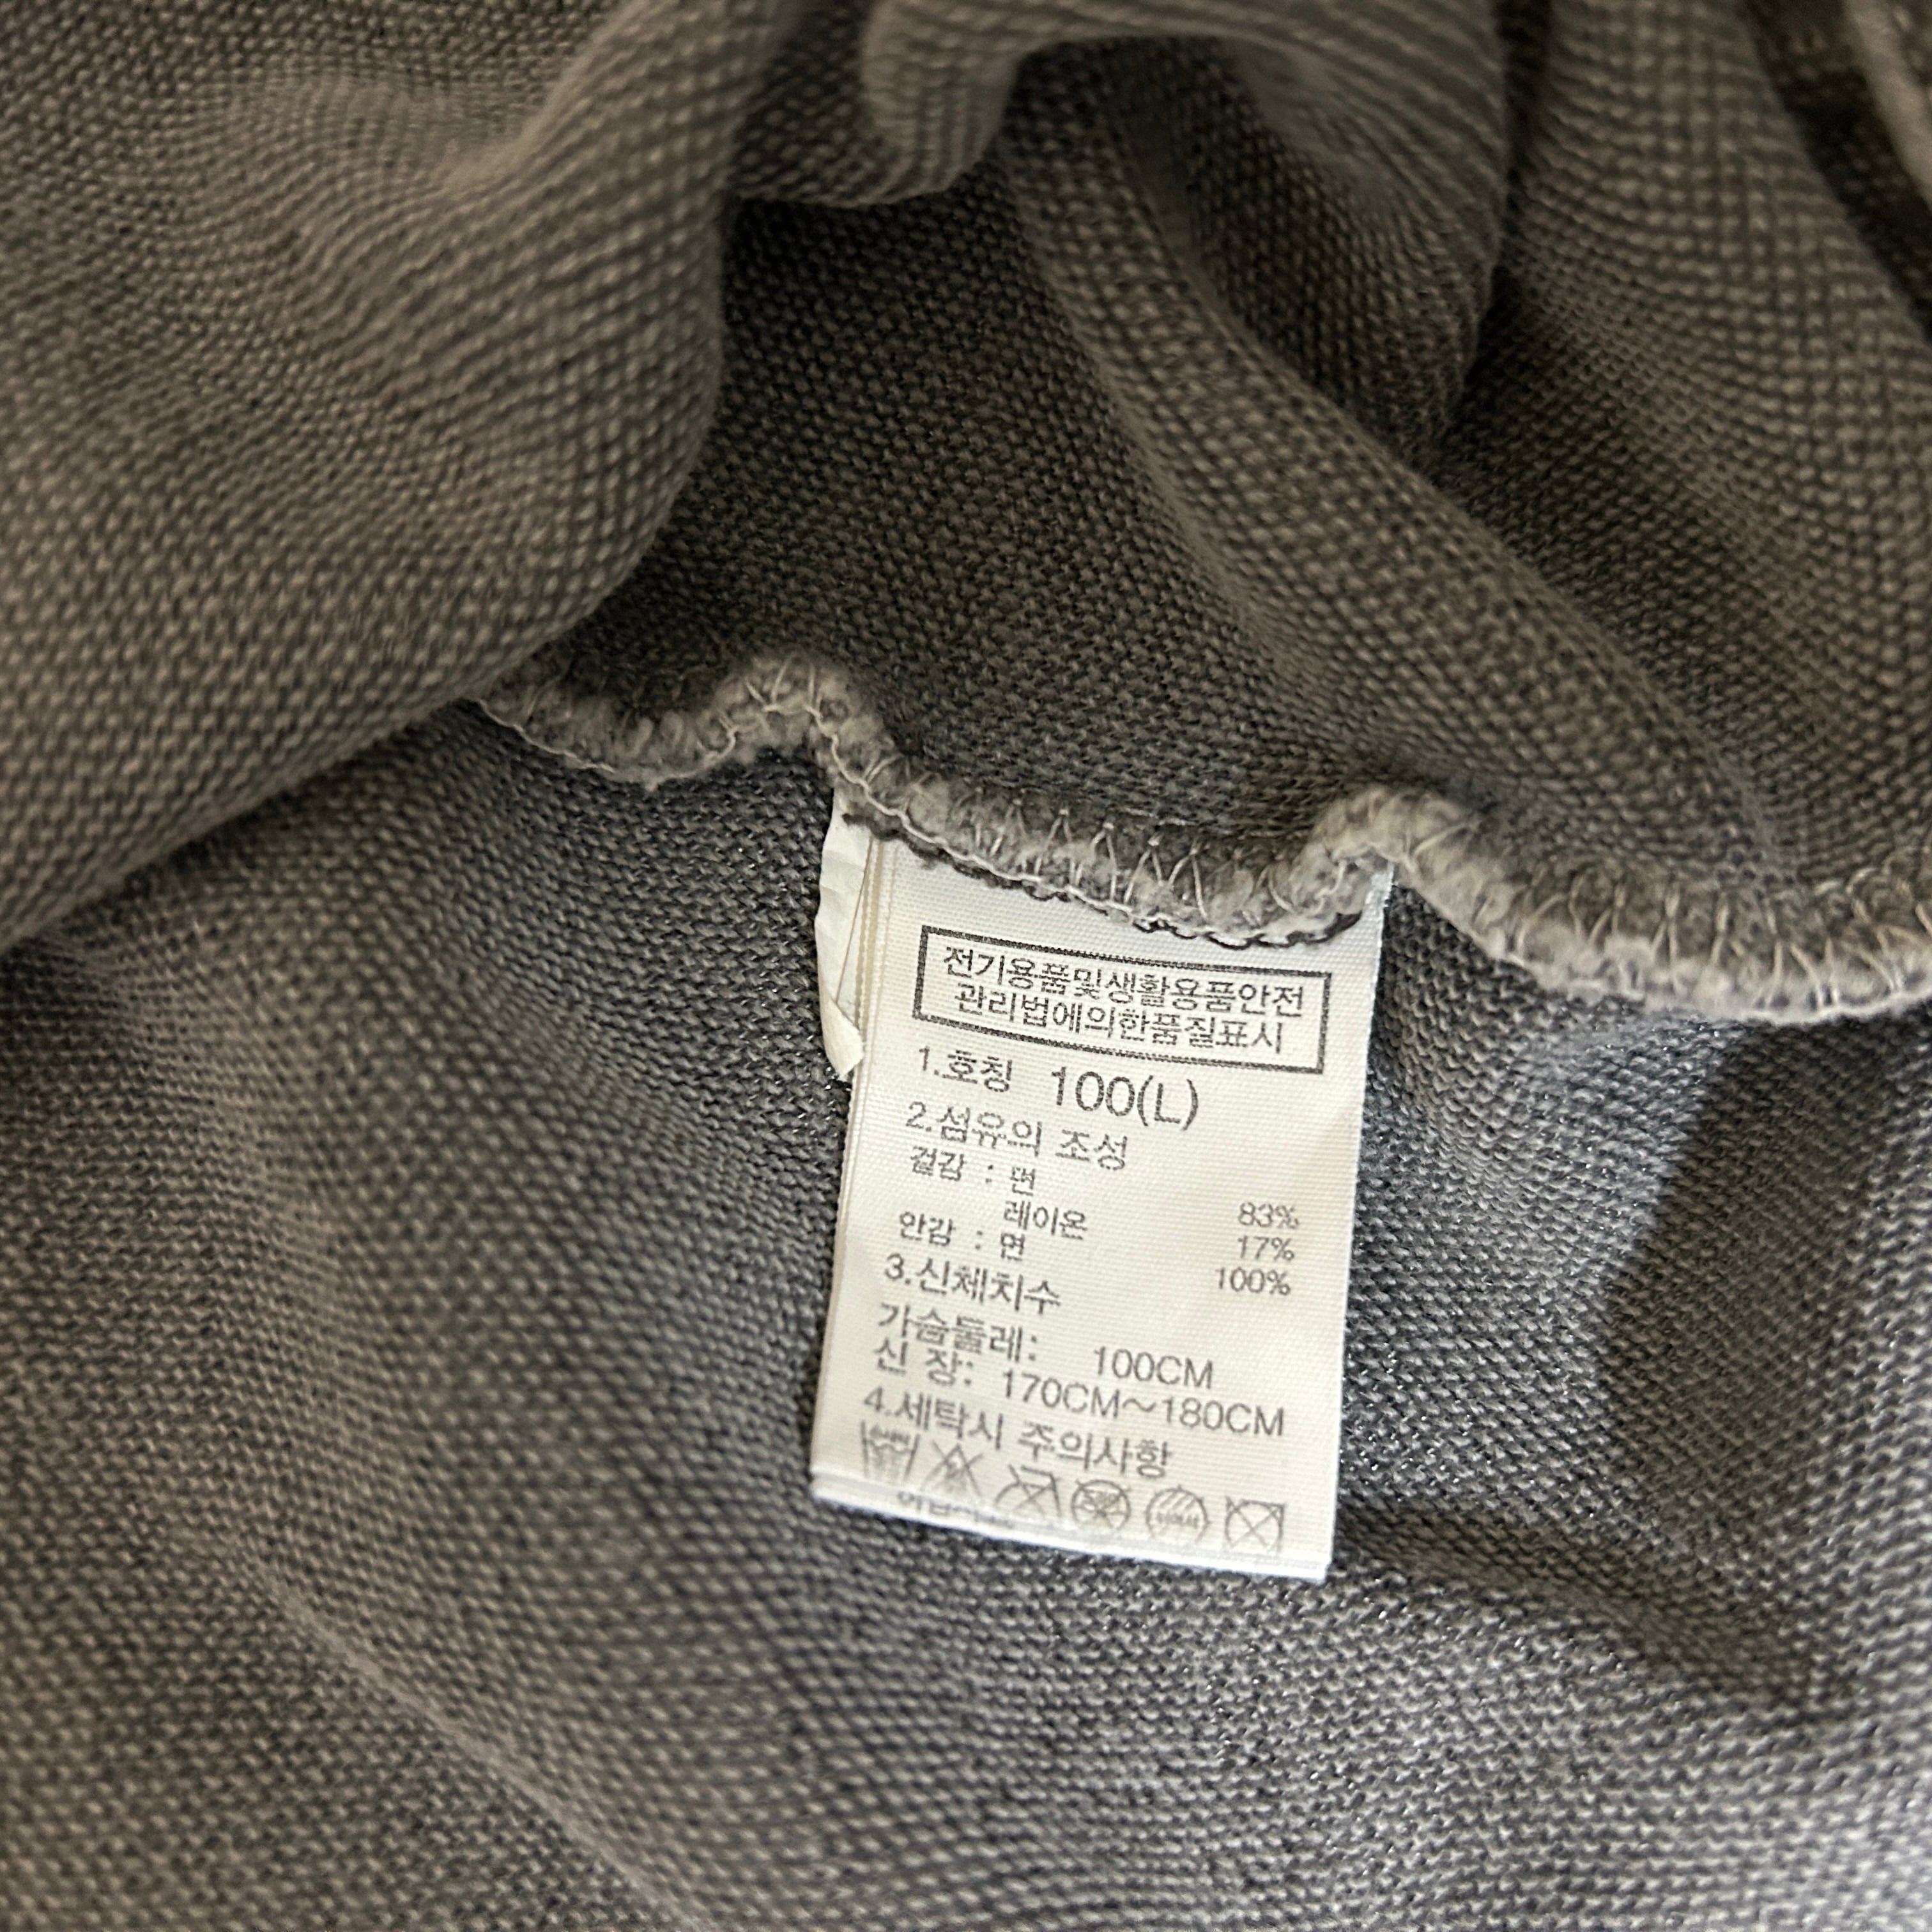 전기용품및생활용품안전
관리법에의한품질표시
1.호칭 100(L)
2.섬유의 조성
겉감 : 면 83%
레이온 17%
안감 : 면 100%
3.신체치수
가슴둘레: 100CM
신 장: 170CM~180CM
4.세탁시 주의사항